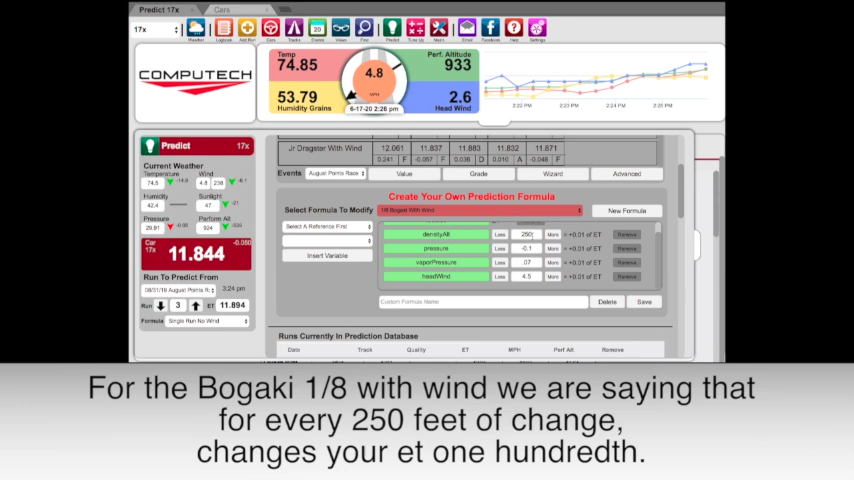 Predict 17x
Cars
17x
Weather
Logbook
Add Run
Cars
Tracks
Events
Views
Find
Predict
Tune Up
Maint.
Email
Facebook
Help
Settings
COMPUTECH
Temp
74.85
53.79
Humidity Grains
4.8
MPH
6-17-20 2:26 pm
Perf. Altitude
933
2.6
Head Wind
2:22 PM 2:23 PM 2:24 PM 2:25 PM
Predict 17x
Current Weather
Temperature Wind
74.5 -14.9 4.8 238 -6.1
Humidity Sunlight
42.4 47 -21
Pressure Perform Alt
29.91 924
Car
17x
11.844
-0.050
Run To Predict From
08/31/19 August Points R 3:24 pm
Run 3 ET 11.894
Formula Single Run No Wind
Jr Dragster With Wind 12.061 11.837 11.883 11.832 11.871
0.241 F -0.057 F 0.036 D 0.010 A -0.048 F
Events August Points Race Value Grade Wizard Advanced
Create Your Own Prediction Formula
Select Formula To Modify 1/8 Bogaki With Wind New Formula
Select A Reference First
Insert Variable
densityAlt Less 250 More = +0.01 of ET Remove
pressure Less -0.1 More = +0.01 of ET Remove
vaporPressure Less .07 More = +0.01 of ET Remove
headWind Less 4.5 More = +0.01 of ET Remove
Custom Formula Name Delete Save
Runs Currently In Prediction Database
Date Track Quality ET MPH Perf Alt Remove
For the Bogaki 1/8 with wind we are saying that
for every 250 feet of change,
changes your et one hundredth.